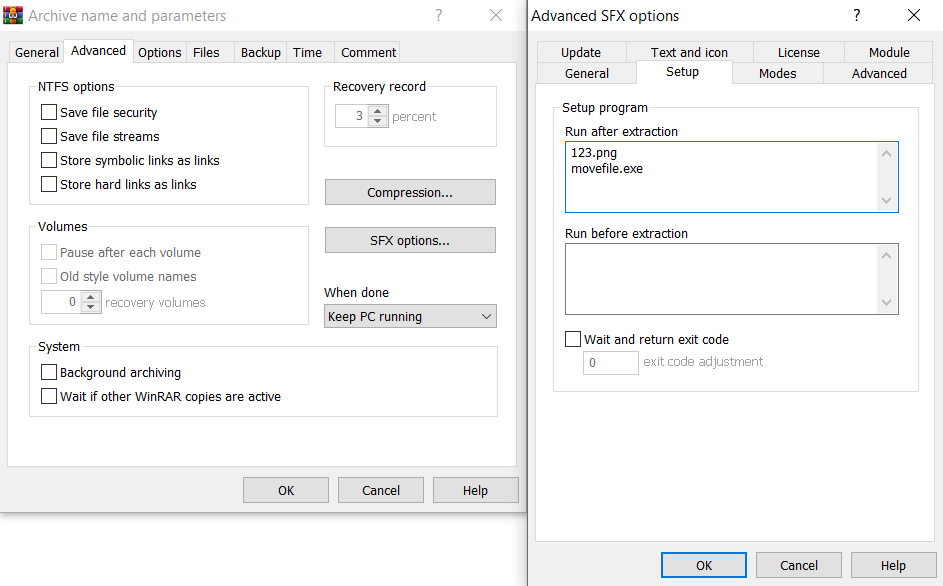 Archive name and parameters
?
General
Advanced
Options
Files
Backup
Time
Comment
NTFS options
Save file security
Save file streams
Store symbolic links as links
Store hard links as links
Volumes
Pause after each volume
Old style volume names
0 recovery volumes
System
Background archiving
Wait if other WinRAR copies are active
Recovery record
3 percent
Compression...
SFX options...
When done
Keep PC running
OK
Cancel
Help
Advanced SFX options
?
Update
Text and icon
License
Module
General
Setup
Modes
Advanced
Setup program
Run after extraction
123.png
movefile.exe
Run before extraction
Wait and return exit code
0 exit code adjustment
OK
Cancel
Help